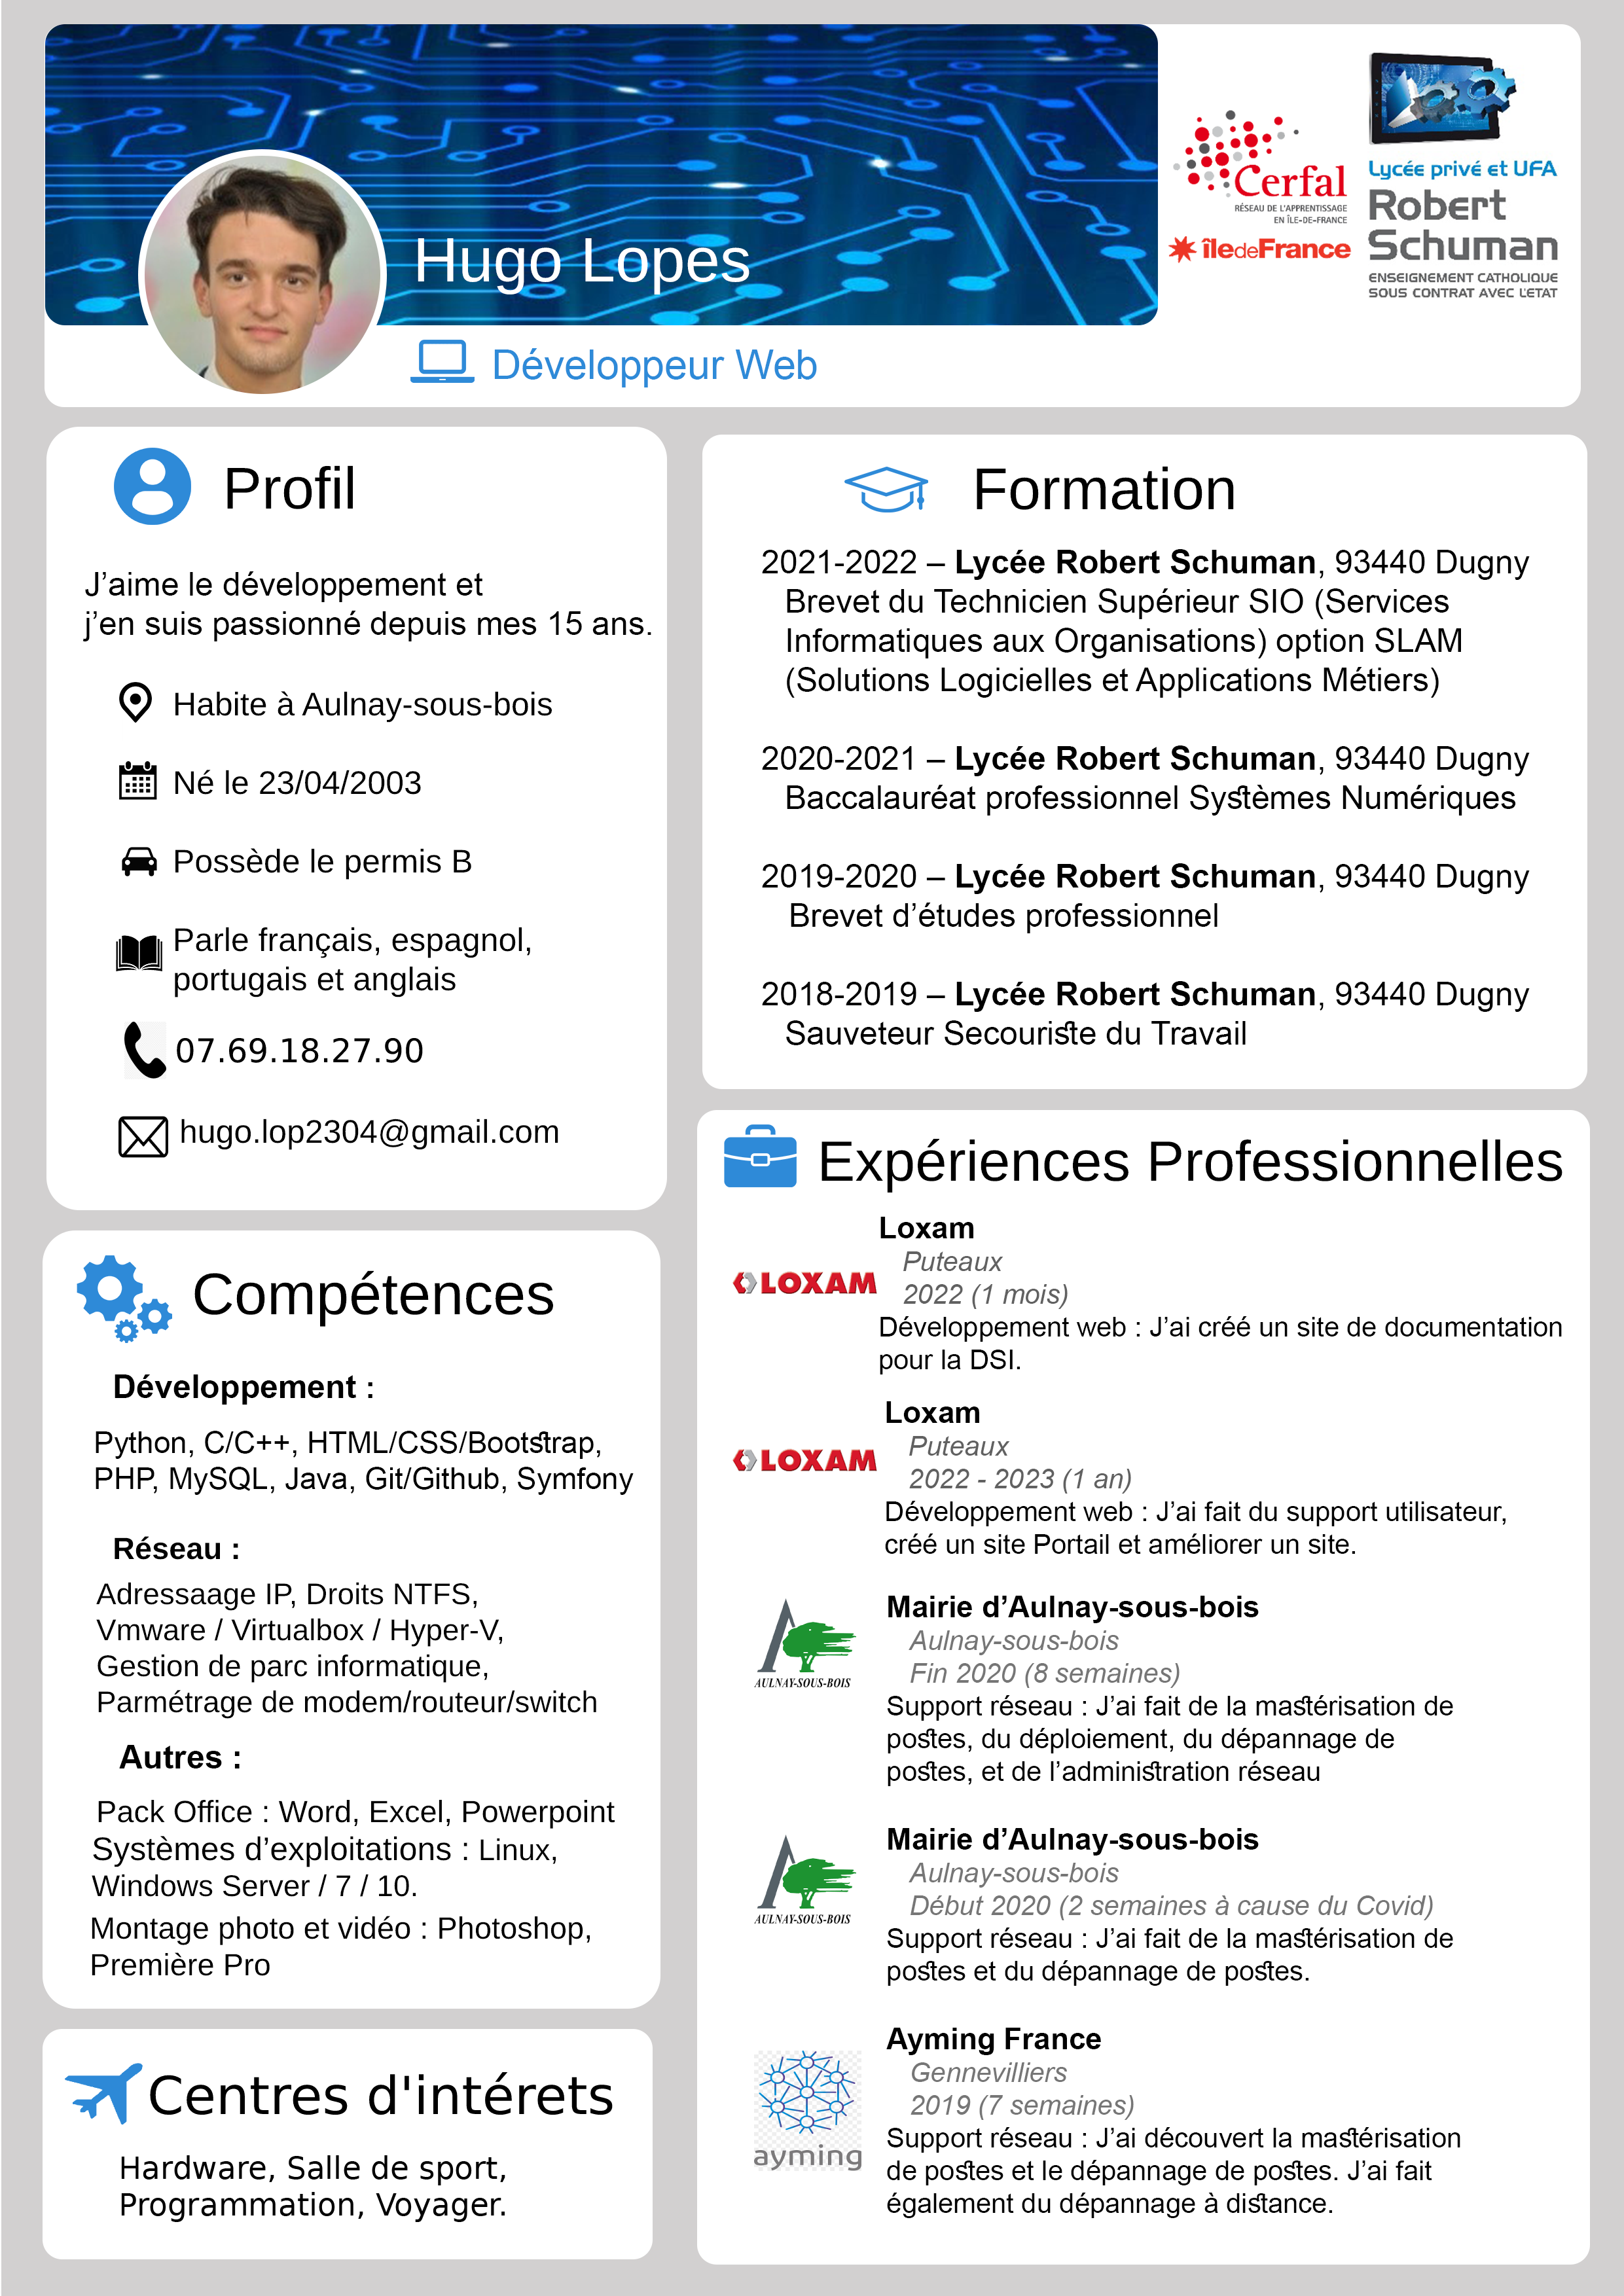 Cerfal
RÉSEAU DE L'APPRENTISSAGE
EN ÎLE-DE-FRANCE
îledeFrance
Lycée privé et UFA
Robert
Schuman
ENSEIGNEMENT CATHOLIQUE
SOUS CONTRAT AVEC L'ETAT
Hugo Lopes
Développeur Web
Profil
J’aime le développement et
j’en suis passionné depuis mes 15 ans.
Habite à Aulnay-sous-bois
Né le 23/04/2003
Possède le permis B
Parle français, espagnol,
portugais et anglais
07.69.18.27.90
hugo.lop2304@gmail.com
Compétences
Développement :
Python, C/C++, HTML/CSS/Bootstrap,
PHP, MySQL, Java, Git/Github, Symfony
Réseau :
Adressaage IP, Droits NTFS,
Vmware / Virtualbox / Hyper-V,
Gestion de parc informatique,
Parmétrage de modem/routeur/switch
Autres :
Pack Office : Word, Excel, Powerpoint
Systèmes d’exploitations : Linux,
Windows Server / 7 / 10.
Montage photo et vidéo : Photoshop,
Première Pro
Centres d'intérets
Hardware, Salle de sport,
Programmation, Voyager.
Formation
2021-2022 – Lycée Robert Schuman, 93440 Dugny
Brevet du Technicien Supérieur SIO (Services
Informatiques aux Organisations) option SLAM
(Solutions Logicielles et Applications Métiers)
2020-2021 – Lycée Robert Schuman, 93440 Dugny
Baccalauréat professionnel Systèmes Numériques
2019-2020 – Lycée Robert Schuman, 93440 Dugny
Brevet d’études professionnel
2018-2019 – Lycée Robert Schuman, 93440 Dugny
Sauveteur Secouriste du Travail
Expériences Professionnelles
Loxam
Puteaux
LOXAM
2022 (1 mois)
Développement web : J’ai créé un site de documentation
pour la DSI.
Loxam
Puteaux
LOXAM
2022 - 2023 (1 an)
Développement web : J’ai fait du support utilisateur,
créé un site Portail et améliorer un site.
Mairie d’Aulnay-sous-bois
Aulnay-sous-bois
Fin 2020 (8 semaines)
AULNAY-SOUS-BOIS
Support réseau : J’ai fait de la mastérisation de
postes, du déploiement, du dépannage de
postes, et de l’administration réseau
Mairie d’Aulnay-sous-bois
Aulnay-sous-bois
Début 2020 (2 semaines à cause du Covid)
AULNAY-SOUS-BOIS
Support réseau : J’ai fait de la mastérisation de
postes et du dépannage de postes.
Ayming France
Gennevilliers
2019 (7 semaines)
ayming
Support réseau : J’ai découvert la mastérisation
de postes et le dépannage de postes. J’ai fait
également du dépannage à distance.